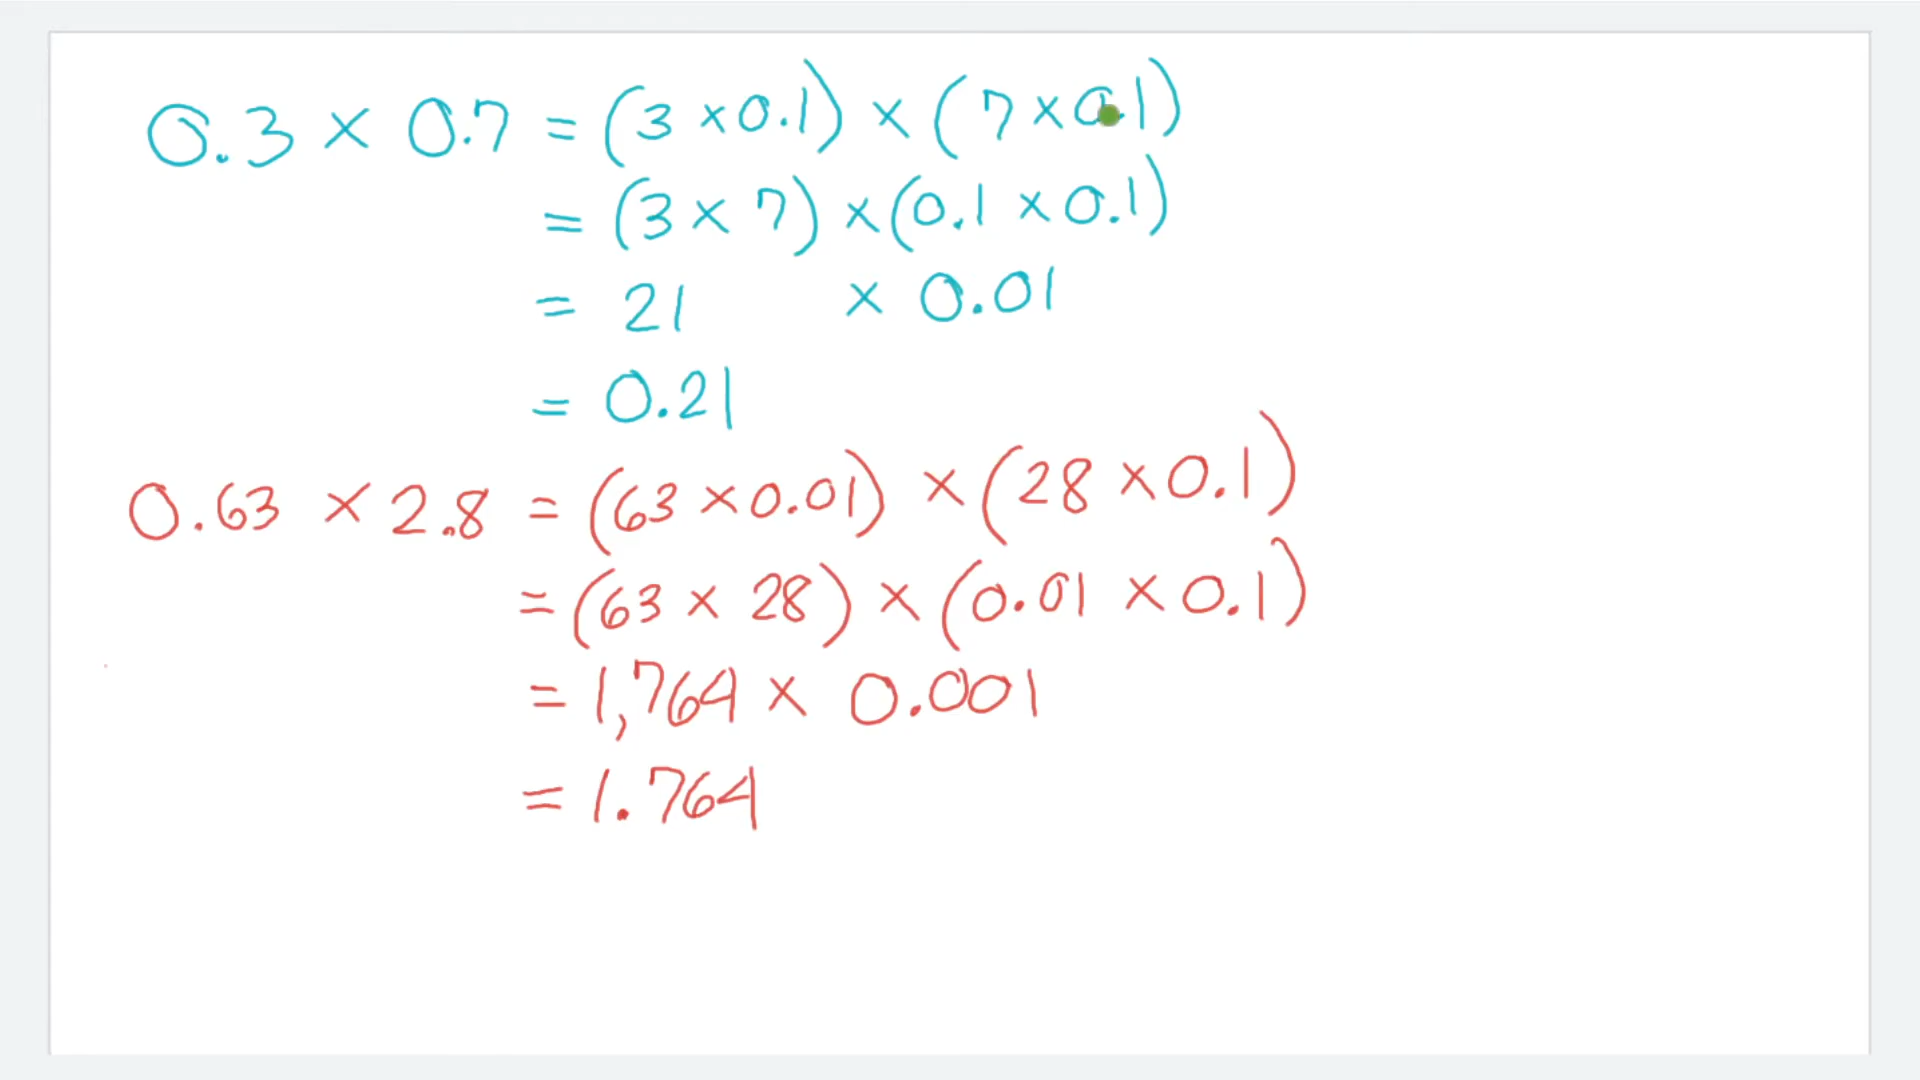 0.3 × 0.7 = (3 × 0.1) × (7 × 0.1)
= (3 × 7) × (0.1 × 0.1)
= 21 × 0.01
= 0.21
0.63 × 2.8 = (63 × 0.01) × (28 × 0.1)
= (63 × 28) × (0.01 × 0.1)
= 1,764 × 0.001
= 1.764